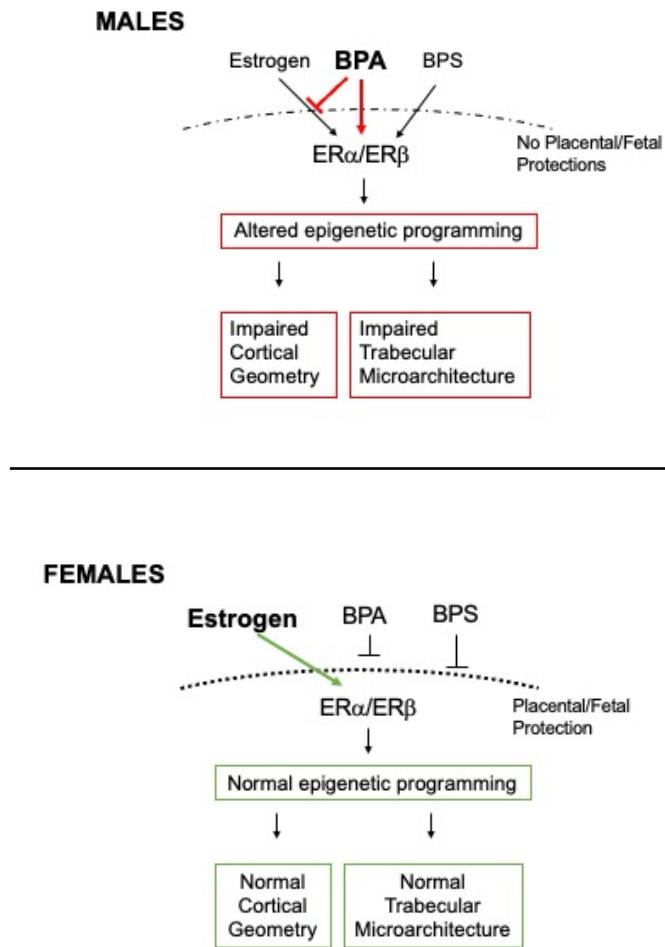 MALES
Estrogen BPA BPS
No Placental/Fetal
Protections
ERα/ERβ
Altered epigenetic programming
Impaired
Cortical
Geometry
Impaired
Trabecular
Microarchitecture
FEMALES
Estrogen BPA BPS
Placental/Fetal
Protection
ERα/ERβ
Normal epigenetic programming
Normal
Cortical
Geometry
Normal
Trabecular
Microarchitecture